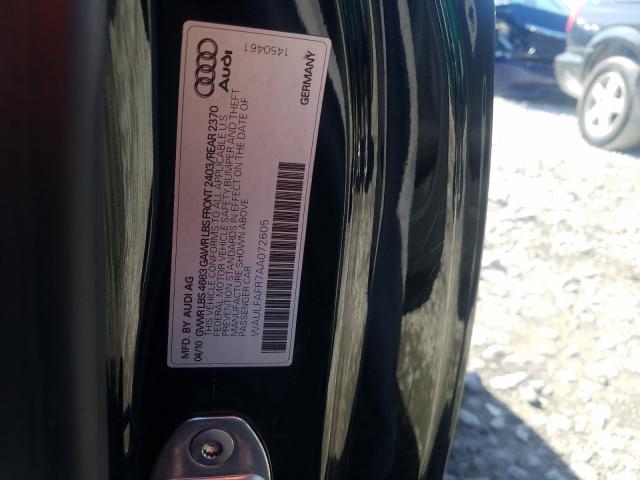 MFD. BY AUDI AG
04/10 GVWR LBS 4663 GAWR LBS FRONT 2403/REAR 2370
THIS VEHICLE CONFORMS TO ALL APPLICABLE U.S.
FEDERAL MOTOR VEHICLE SAFETY, BUMPER AND THEFT
PREVENTION STANDARDS IN EFFECT ON THE DATE OF
MANUFACTURE SHOWN ABOVE
PASSENGER CAR
WAULFAFR7AA072605
Audi
1450461
GERMANY